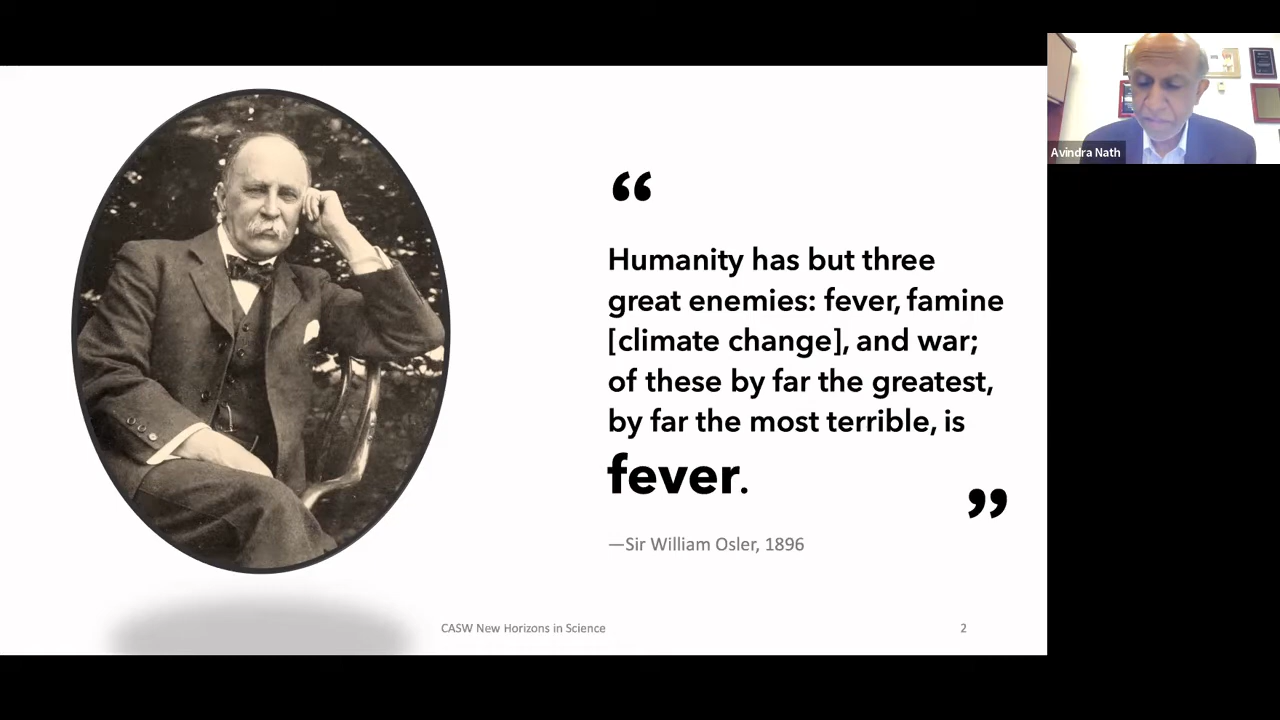 “
Humanity has but three
great enemies: fever, famine
[climate change], and war;
of these by far the greatest,
by far the most terrible, is
fever.
”
—Sir William Osler, 1896
CASW New Horizons in Science
2
Avindra Nath